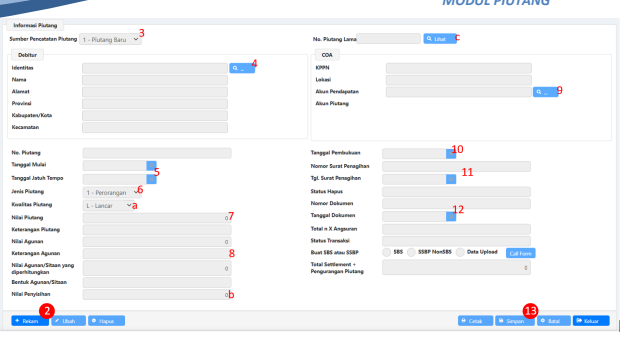 MODUL PIUTANG
Informasi Piutang
Sumber Pencatatan Piutang 1 - Piutang Baru 3
No. Piutang Lama Lihat c
Debitur
Identitas ... 4
Nama
Alamat
Provinsi
Kabupaten/Kota
Kecamatan
COA
KPPN
Lokasi
Akun Pendapatan ... 9
Akun Piutang
No. Piutang
Tanggal Mulai
5
Tanggal Jatuh Tempo
Jenis Piutang 1 - Perorangan 6
Kwalitas Piutang L - Lancar a
Nilai Piutang 0 7
Keterangan Piutang
Nilai Agunan 0
Keterangan Agunan 8
Nilai Agunan/Sitaan yang
diperhitungkan 0
Bentuk Agunan/Sitaan
Nilai Penyisihan 0 b
Tanggal Pembukuan 10
Nomor Surat Penagihan
Tgl. Surat Penagihan 11
Status Hapus
Nomor Dokumen
Tanggal Dokumen 12
Total n X Angsuran
Status Transaksi
Buat SBS atau SSBP SBS SSBP NonSBS Data Upload Call Form
Total Settlement +
Pengurangan Piutang 0
2
Rekam Ubah Hapus
13
Cetak Simpan Batal Keluar